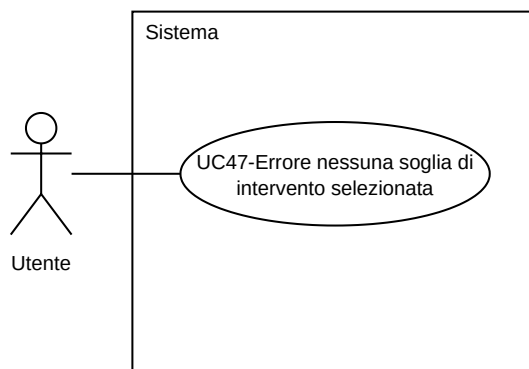 Sistema
UC47-Errore nessuna soglia di
intervento selezionata
Utente